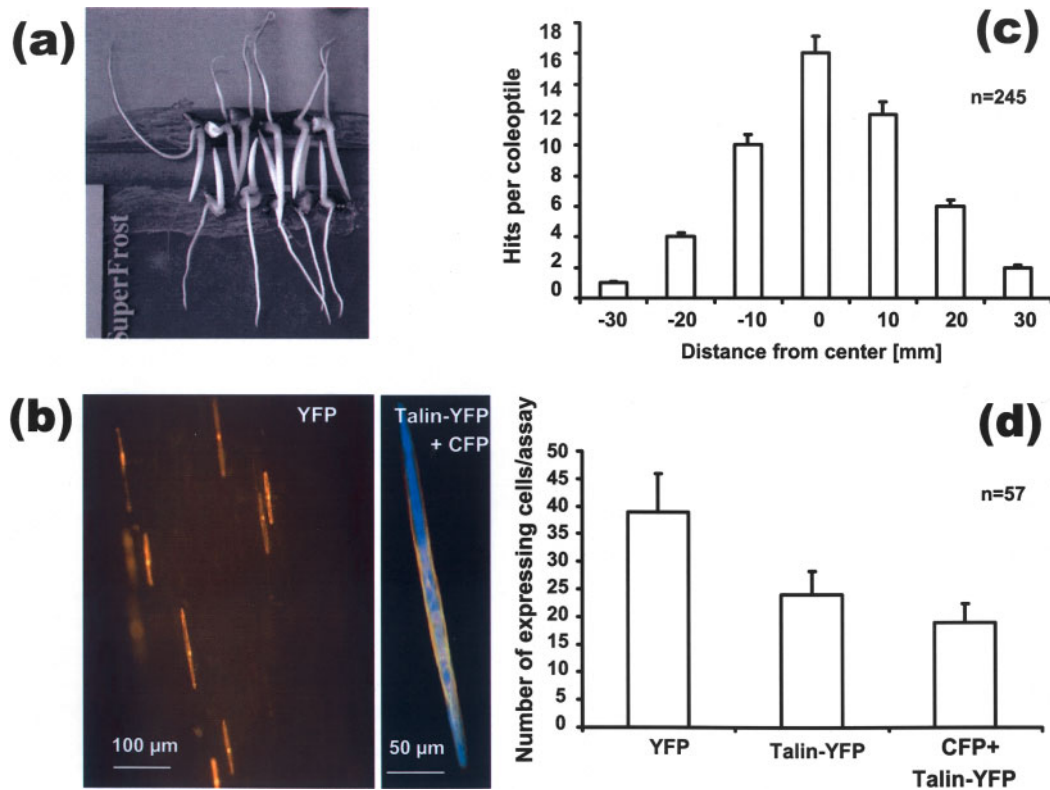 (a)
SuperFrost
(b)
YFP
100 µm
Talin-YFP
+ CFP
50 µm
(c)
n=245
Hits per coleoptile
18
16
14
12
10
8
6
4
2
0
-30 -20 -10 0 10 20 30
Distance from center [mm]
(d)
n=57
Number of expressing cells/assay
50
45
40
35
30
25
20
15
10
5
0
YFP Talin-YFP CFP+
Talin-YFP